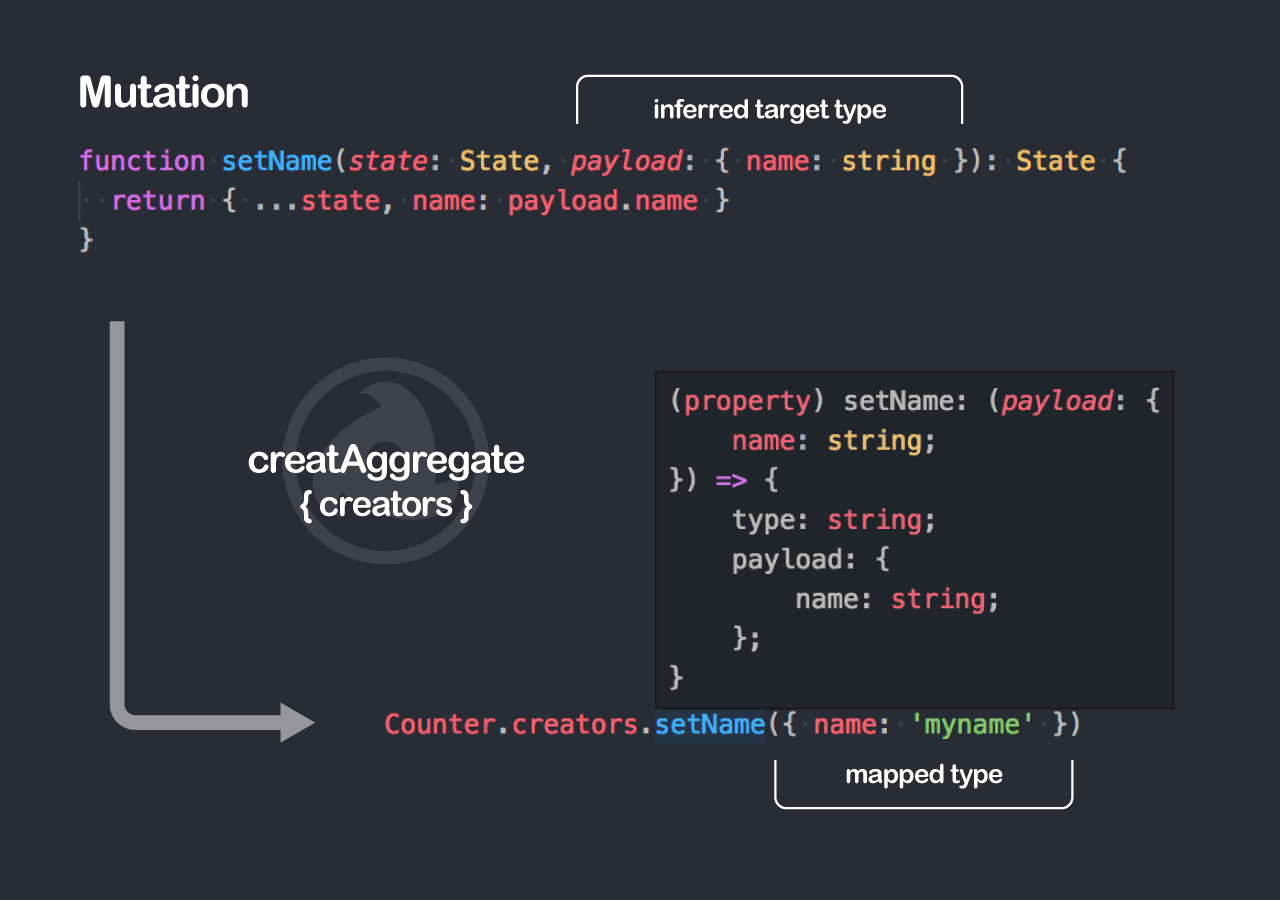 Mutation
inferred target type
function setName(state: State, payload: { name: string }): State {
  return { ...state, name: payload.name }
}
creatAggregate
{ creators }
(property) setName: (payload: {
    name: string;
}) => {
    type: string;
    payload: {
        name: string;
    };
}
Counter.creators.setName({ name: 'myname' })
mapped type